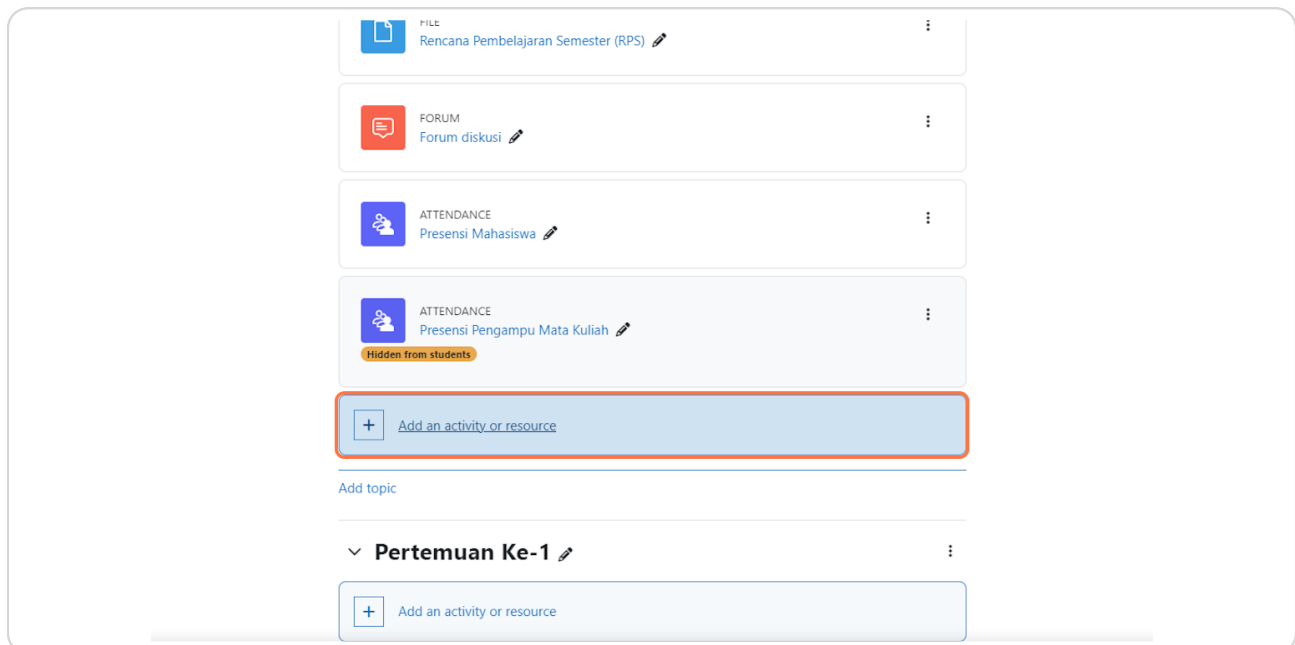 FILE
Rencana Pembelajaran Semester (RPS)
FORUM
Forum diskusi
ATTENDANCE
Presensi Mahasiswa
ATTENDANCE
Presensi Pengampu Mata Kuliah
Hidden from students
Add an activity or resource
Add topic
Pertemuan Ke-1
Add an activity or resource